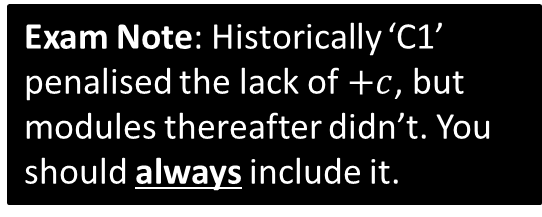 Exam Note: Historically ‘C1’
penalised the lack of +c, but
modules thereafter didn’t. You
should always include it.